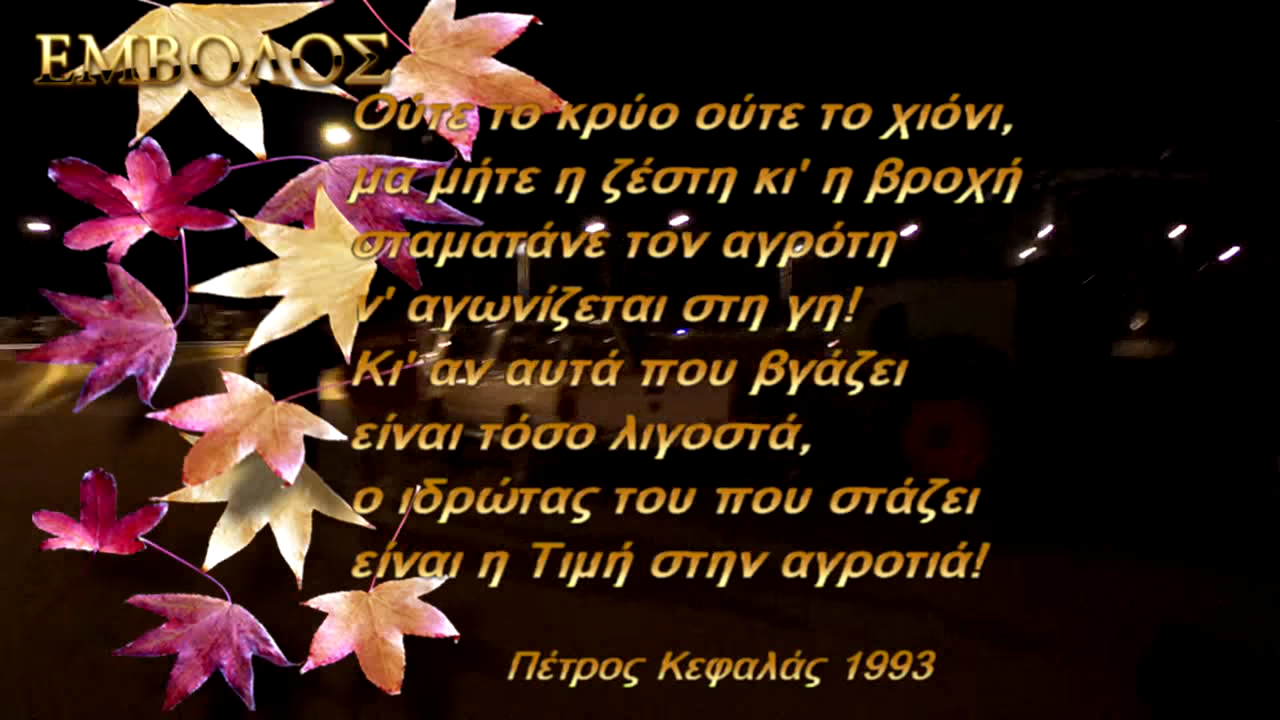 ΕΜΒΟΛΟΣ
Ούτε το κρύο ούτε το χιόνι,
μα μήτε η ζέστη κι' η βροχή
σταματάνε τον αγρότη
ν' αγωνίζεται στη γη!
Κι' αν αυτά που βγάζει
είναι τόσο λιγοστά,
ο ιδρώτας του που στάζει
είναι η Τιμή στην αγροτιά!
Πέτρος Κεφαλάς 1993